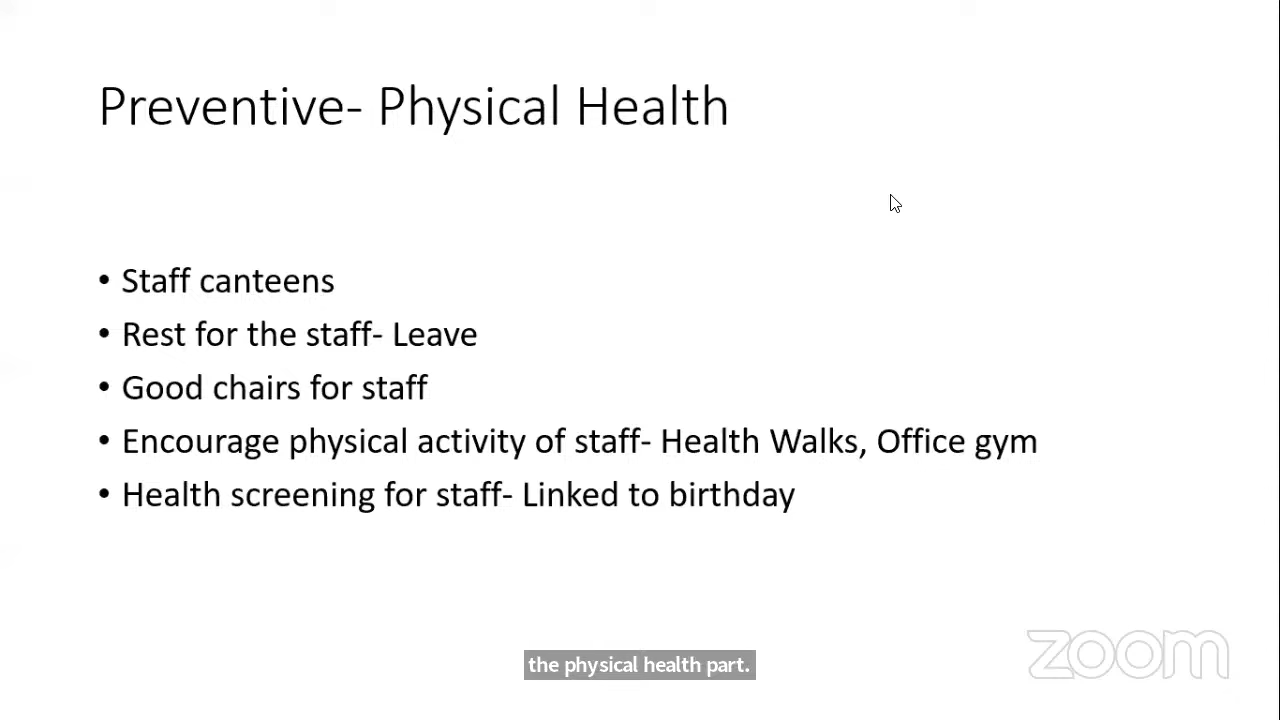 Preventive- Physical Health
• Staff canteens
• Rest for the staff- Leave
• Good chairs for staff
• Encourage physical activity of staff- Health Walks, Office gym
• Health screening for staff- Linked to birthday
the physical health part.
zoom